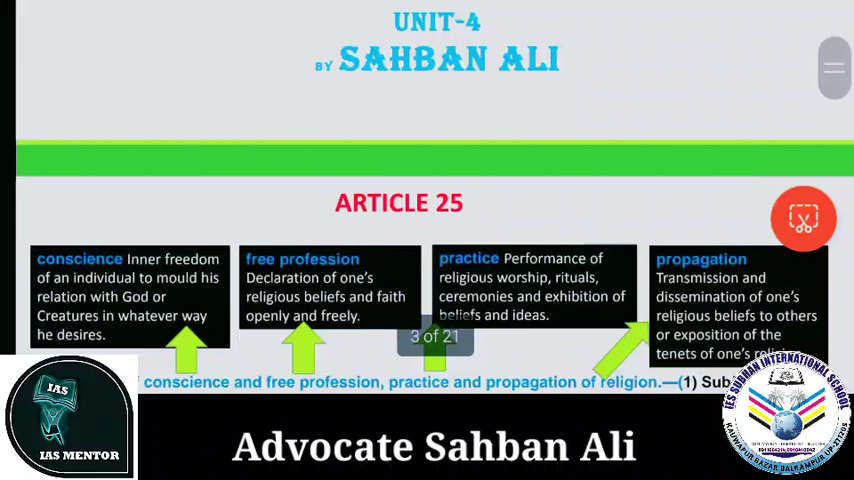 UNIT-4
BY SAHBAN ALI
ARTICLE 25
conscience Inner freedom
of an individual to mould his
relation with God or
Creatures in whatever way
he desires.
free profession
Declaration of one's
religious beliefs and faith
openly and freely.
practice Performance of
religious worship, rituals,
ceremonies and exhibition of
beliefs and ideas.
propagation
Transmission and
dissemination of one's
religious beliefs to others
or exposition of the
tenets of one's
3 of 21
conscience and free profession, practice and propagation of religion.—(1) Sub
IAS
IAS MENTOR
Advocate Sahban Ali
INTERNATIONAL SCHOOL